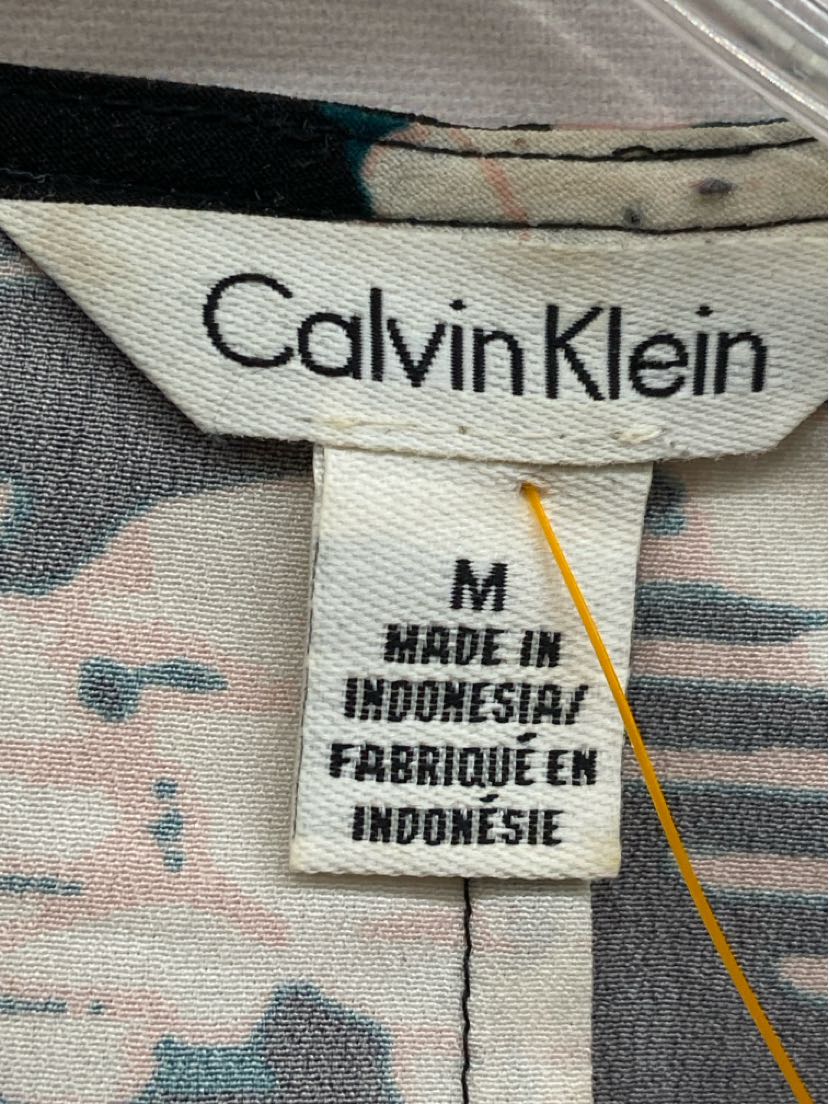 Calvin Klein
M
MADE IN
INDONESIA/
FABRIQUÉ EN
INDONÉSIE